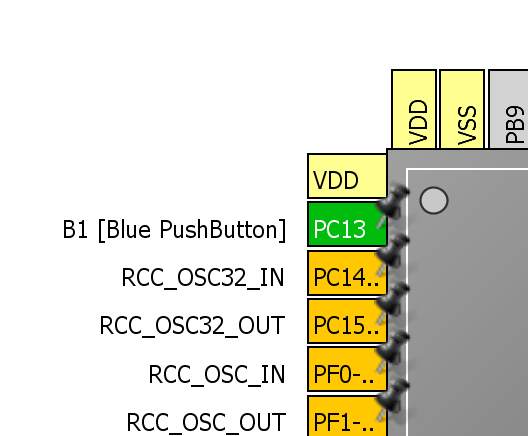 VDD
VSS
PB9
VDD
B1 [Blue PushButton]
PC13
RCC_OSC32_IN
PC14..
RCC_OSC32_OUT
PC15..
RCC_OSC_IN
PF0-..
RCC_OSC_OUT
PF1-..